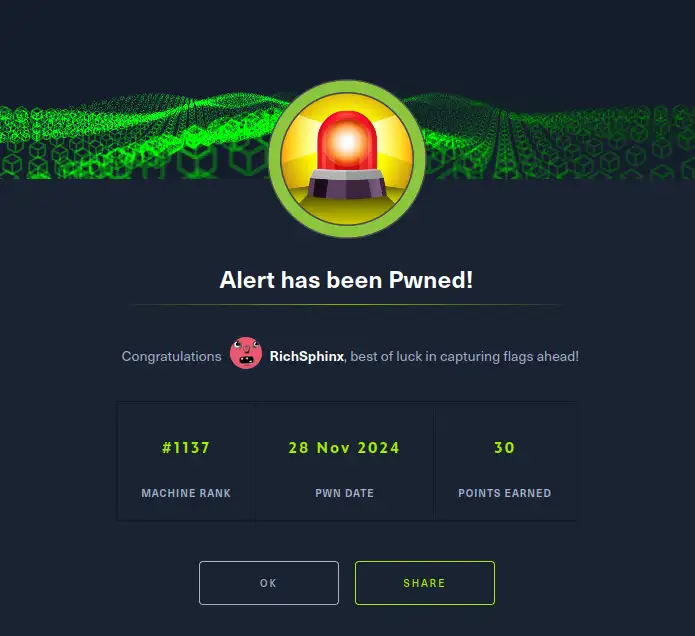 Alert has been Pwned!
Congratulations RichSphinx, best of luck in capturing flags ahead!
#1137 28 Nov 2024 30
MACHINE RANK PWN DATE POINTS EARNED
OK SHARE